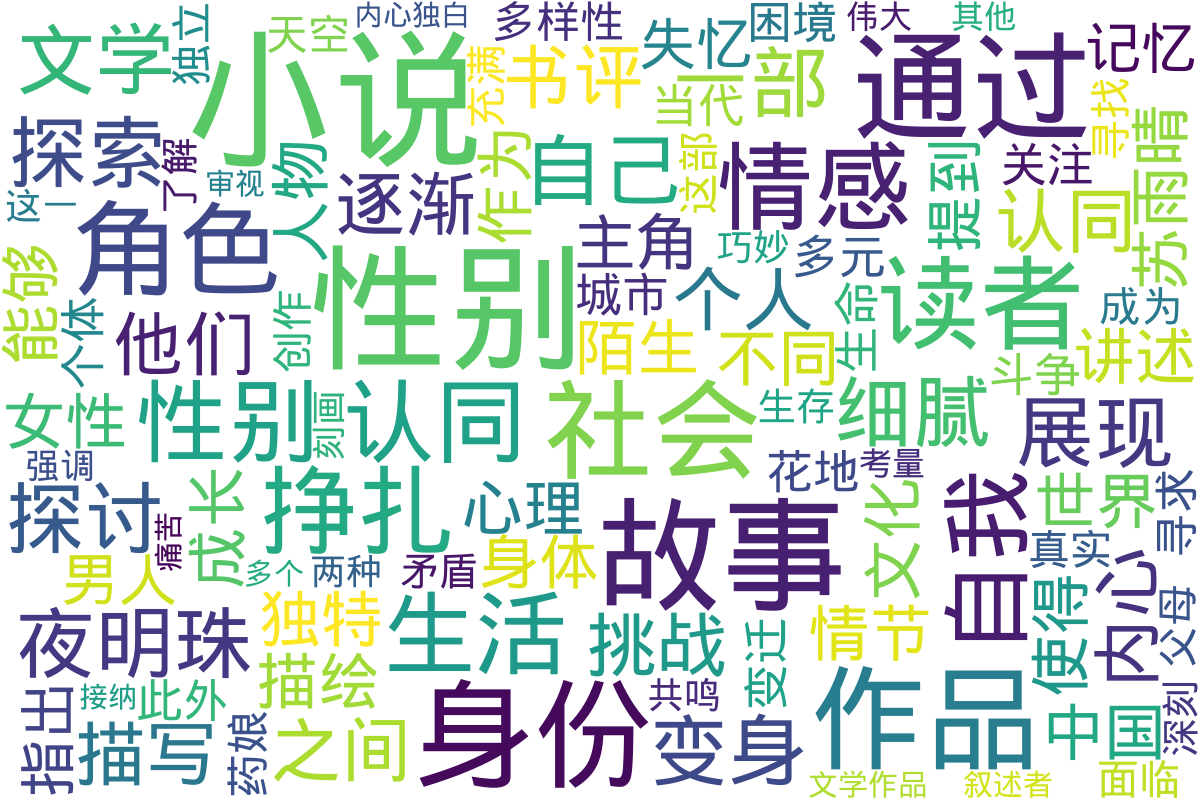 内心独白
多样性
困境
伟大
其他
文学
独立
天空
小说
充满
书评
失忆
当代
部
通过
记忆
寻找
探索
了解
人物
逐渐
作为
自己
这部
情感
提到
关注
认同
苏雨晴
这一
审视
角色
主角
巧妙
多元
能够
个体
他们
创作
性别
城市
个人
陌生
不同
生命
读者
成为
讲述
女性
性别认同
刻画
社会
生存
细腻
斗争
展现
强调
探讨
痛苦
成长
挣扎
心理
花地
考量
文化
自我
世界
寻求
男人
多个
两种
矛盾
身体
故事
真实
夜明珠
独特
生活
挑战
变迁
情节
使得
内心
父母
指出
接纳
此外
描绘
描写
药娘
之间
身份
共鸣
变身
作品
中国
深刻
文学作品
叙述者
面临